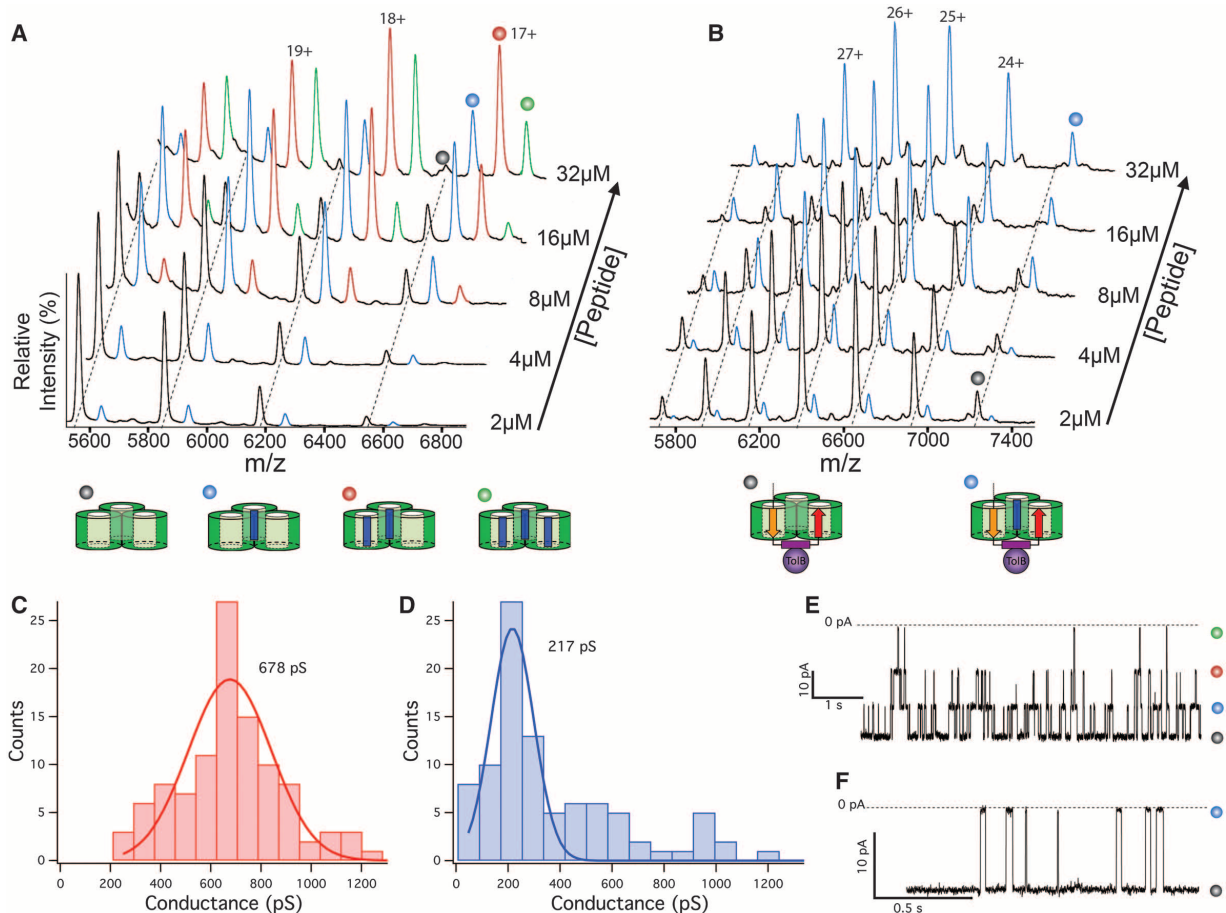 A
B
18+
17+
19+
32µM
16µM
8µM
4µM
2µM
[Peptide]
Relative
Intensity (%)
5600
6000
6200
6400
6600
6800
m/z
26+
25+
27+
24+
32µM
16µM
8µM
4µM
2µM
[Peptide]
5800
6200
6400
6600
7000
7400
m/z
TolB
TolB
C
D
E
F
25
20
15
10
5
0
Counts
678 pS
0
200
400
600
800
1000
1200
Conductance (pS)
25
20
15
10
5
0
Counts
217 pS
0
200
400
600
800
1000
1200
Conductance (pS)
0 pA
10 pA
1 s
0 pA
10 pA
0.5 s